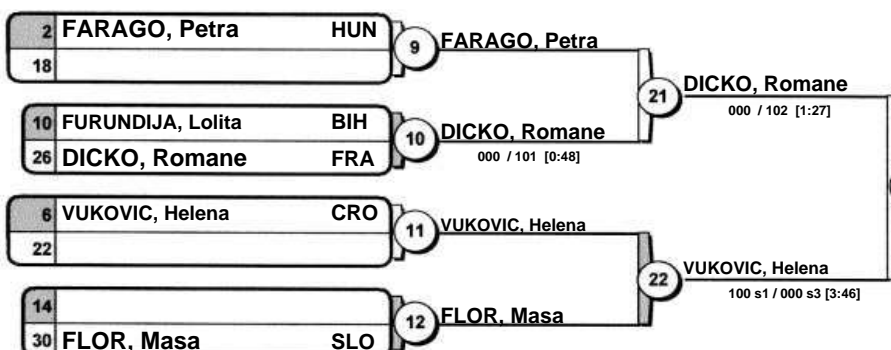 2 FARAGO, Petra HUN
18
9
FARAGO, Petra
10 FURUNDIJA, Lolita BIH
26 DICKO, Romane FRA
10
DICKO, Romane
000 / 101 [0:48]
21
DICKO, Romane
000 / 102 [1:27]
6 VUKOVIC, Helena CRO
22
11
VUKOVIC, Helena
14
30 FLOR, Masa SLO
12
FLOR, Masa
22
VUKOVIC, Helena
100 s1 / 000 s3 [3:46]